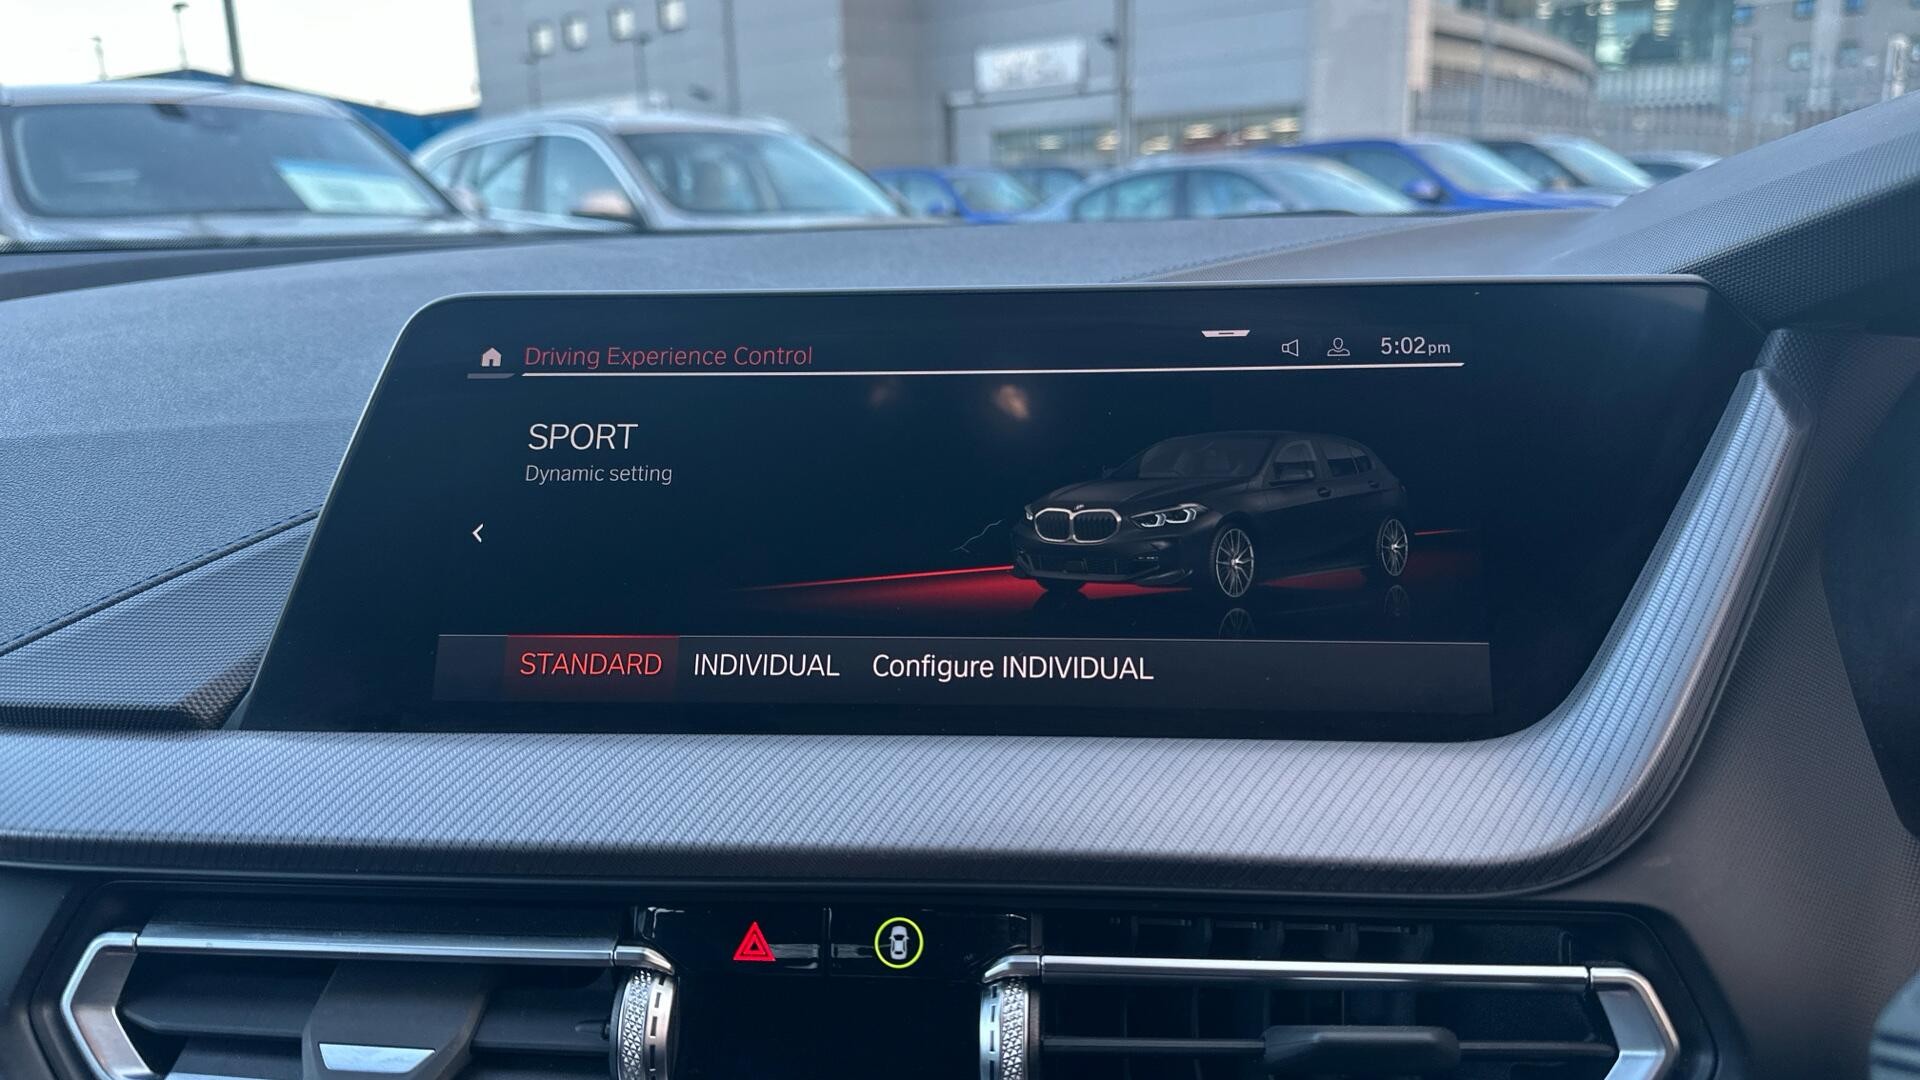 Driving Experience Control
5:02pm
SPORT
Dynamic setting
STANDARD INDIVIDUAL Configure INDIVIDUAL